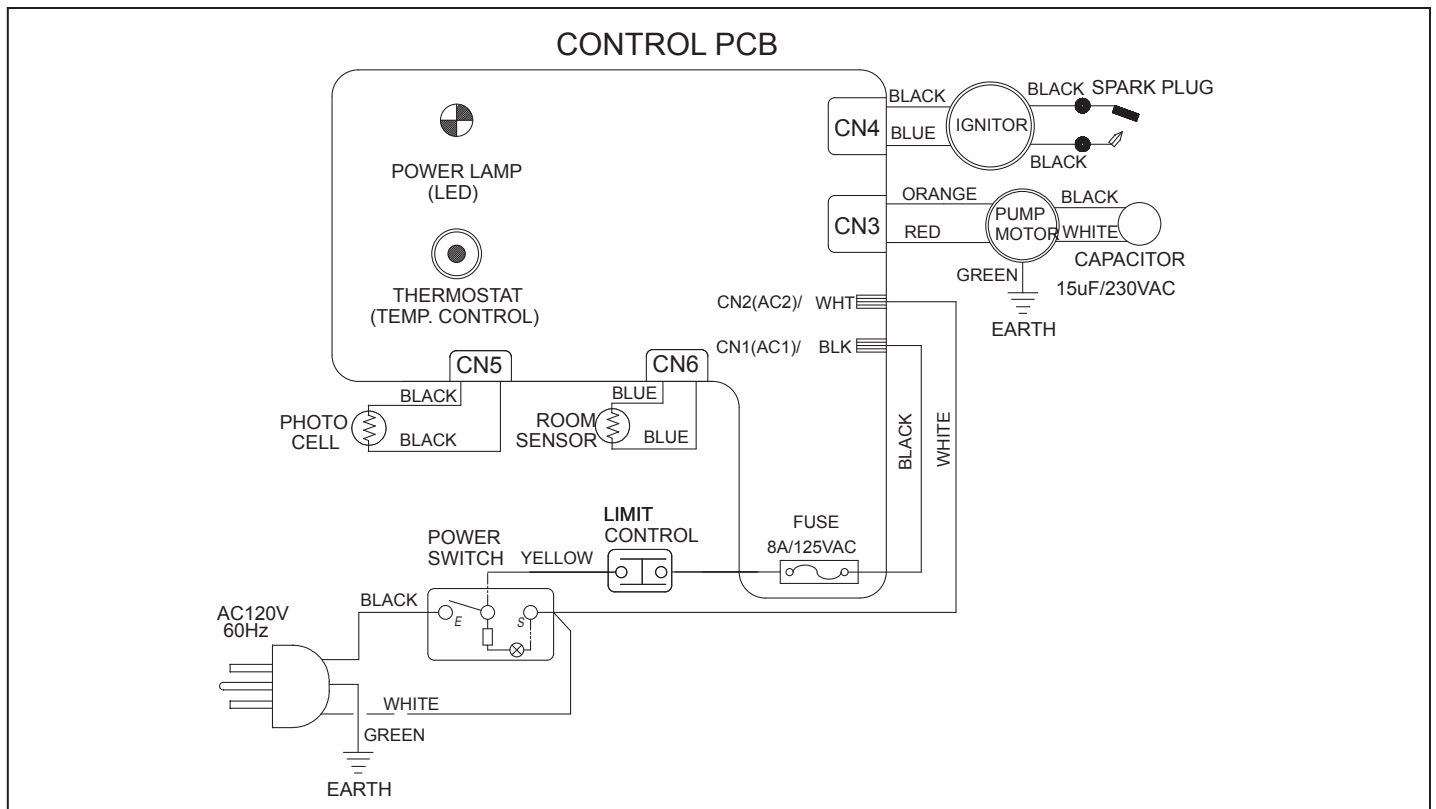 CONTROL PCB
POWER LAMP
(LED)
THERMOSTAT
(TEMP. CONTROL)
CN4
BLACK
BLUE
IGNITOR
BLACK
SPARK PLUG
BLACK
CN3
ORANGE
RED
PUMP
MOTOR
BLACK
WHITE
CAPACITOR
15uF/230VAC
GREEN
EARTH
CN2(AC2)/ WHT
CN1(AC1)/ BLK
CN5
BLACK
PHOTO
CELL
BLACK
CN6
BLUE
ROOM
SENSOR
BLUE
BLACK
WHITE
FUSE
8A/125VAC
LIMIT
CONTROL
POWER
SWITCH
YELLOW
BLACK
E
S
AC120V
60Hz
WHITE
GREEN
EARTH